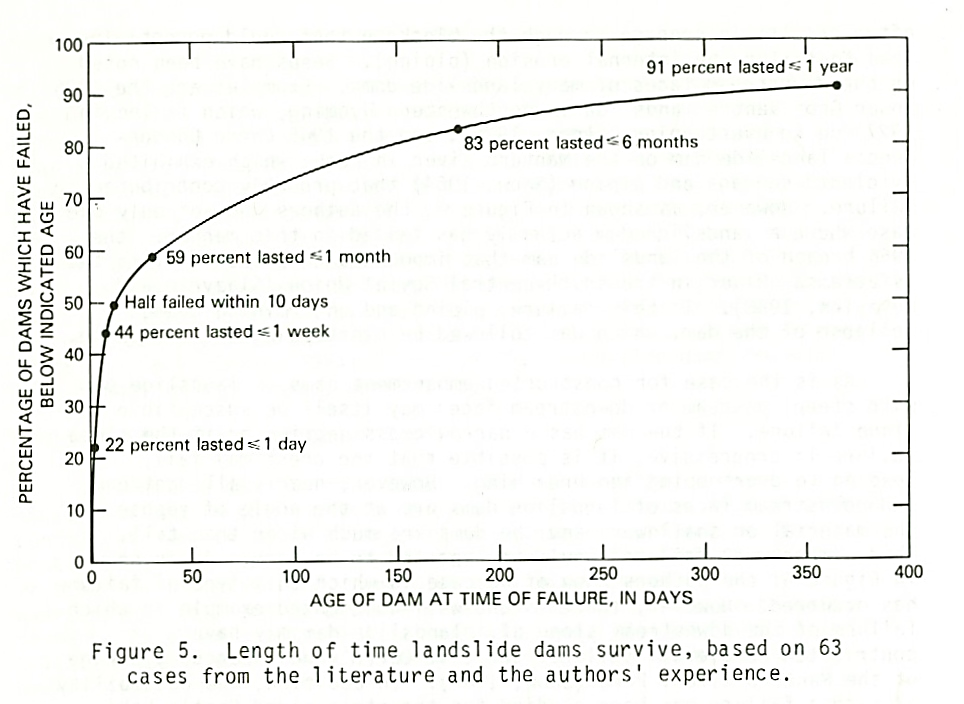 PERCENTAGE OF DAMS WHICH HAVE FAILED,
BELOW INDICATED AGE
100
90
80
70
60
50
40
30
20
10
0
91 percent lasted ≤ 1 year
83 percent lasted ≤ 6 months
59 percent lasted ≤ 1 month
Half failed within 10 days
44 percent lasted ≤ 1 week
22 percent lasted ≤ 1 day
0 50 100 150 200 250 300 350 400
AGE OF DAM AT TIME OF FAILURE, IN DAYS
Figure 5. Length of time landslide dams survive, based on 63
cases from the literature and the authors' experience.